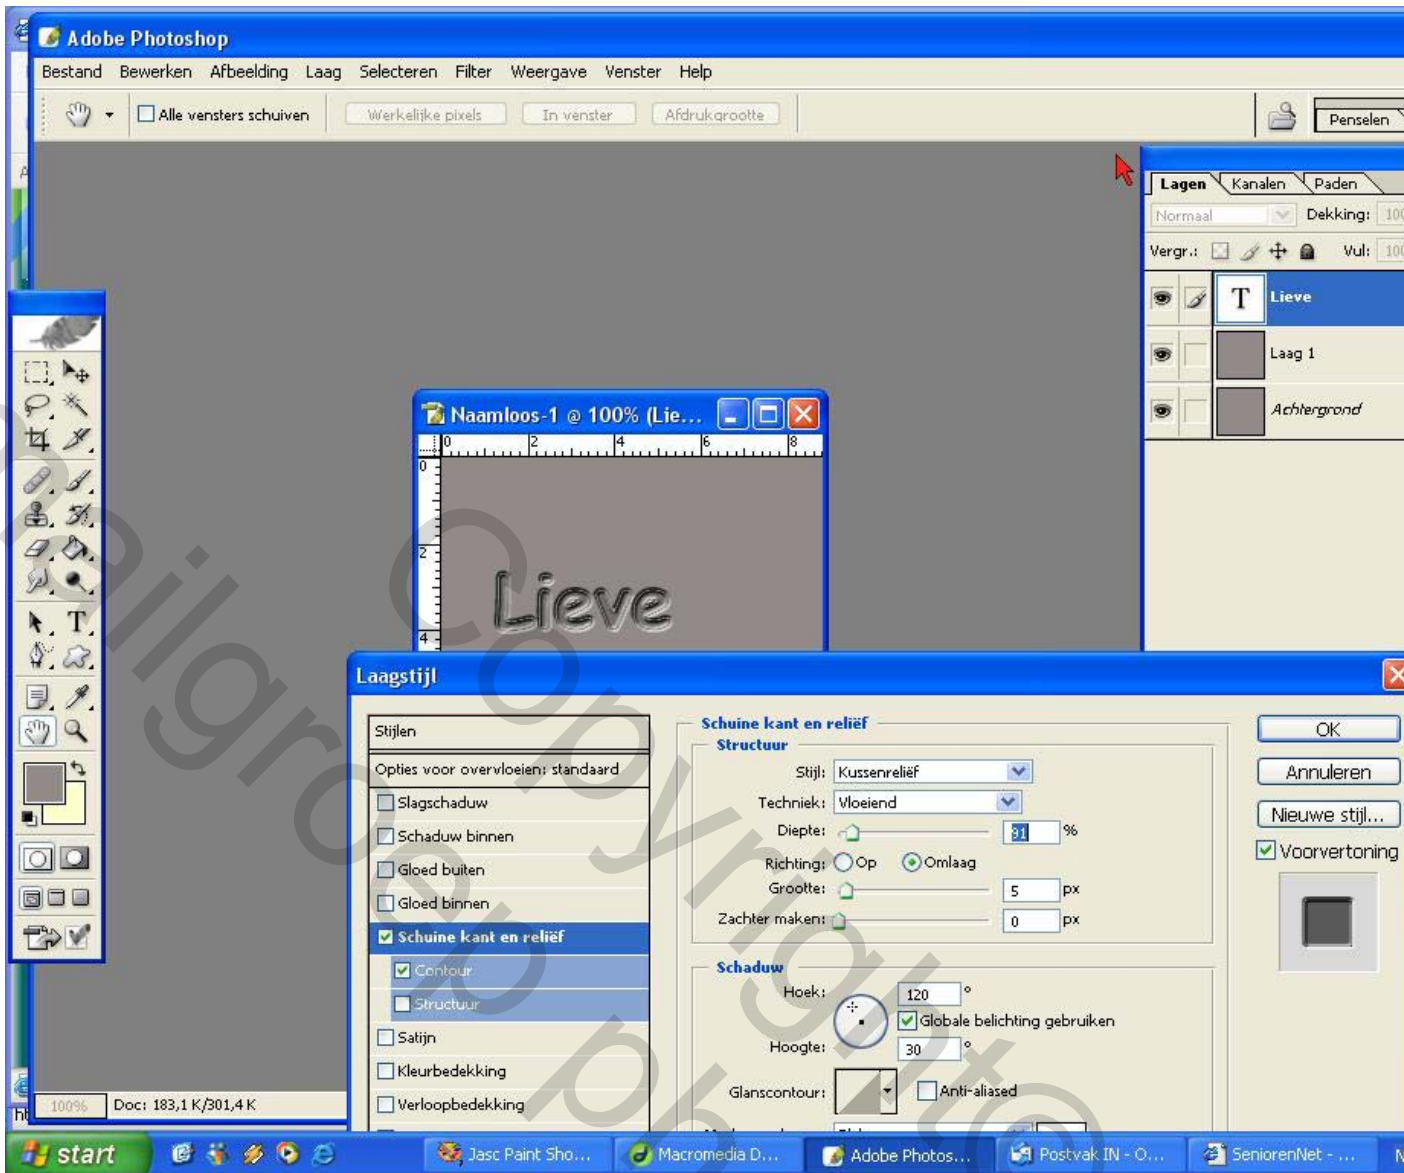 Adobe Photoshop
Bestand Bewerken Afbeelding Laag Selecteren Filter Weergave Venster Help
Alle vensters schuiven Werkelijke pixels In venster Afdrukgrootte Penselen
Lagen Kanalen Paden
Normaal Dekking: 100
Vergr.: Vul: 100
T Lieve
Laag 1
Achtergrond
Naamloos-1 @ 100% (Lie...
0 2 4 6 8
0
2
4
Lieve
Laagstijl
Stijlen
Opties voor overvloeien: standaard
Slagschaduw
Schaduw binnen
Gloed buiten
Gloed binnen
Schuine kant en reliëf
Contour
Structuur
Satijn
Kleurbedekking
Verloopbedekking
Schuine kant en reliëf
Structuur
Stijl: Kussenreliëf
Techniek: Vloeiend
Diepte: 91 %
Richting: Op Omlaag
Grootte: 5 px
Zachter maken: 0 px
Schaduw
Hoek: 120 °
Globale belichting gebruiken
Hoogte: 30 °
Glanscontour: Anti-aliased
OK
Annuleren
Nieuwe stijl...
Voorvertoning
100% Doc: 183,1 K/301,4 K
start Jasc Paint Sho... Macromedia D... Adobe Photos... Postvak IN - O... SeniorenNet - ...
mailgroep
Copyright©